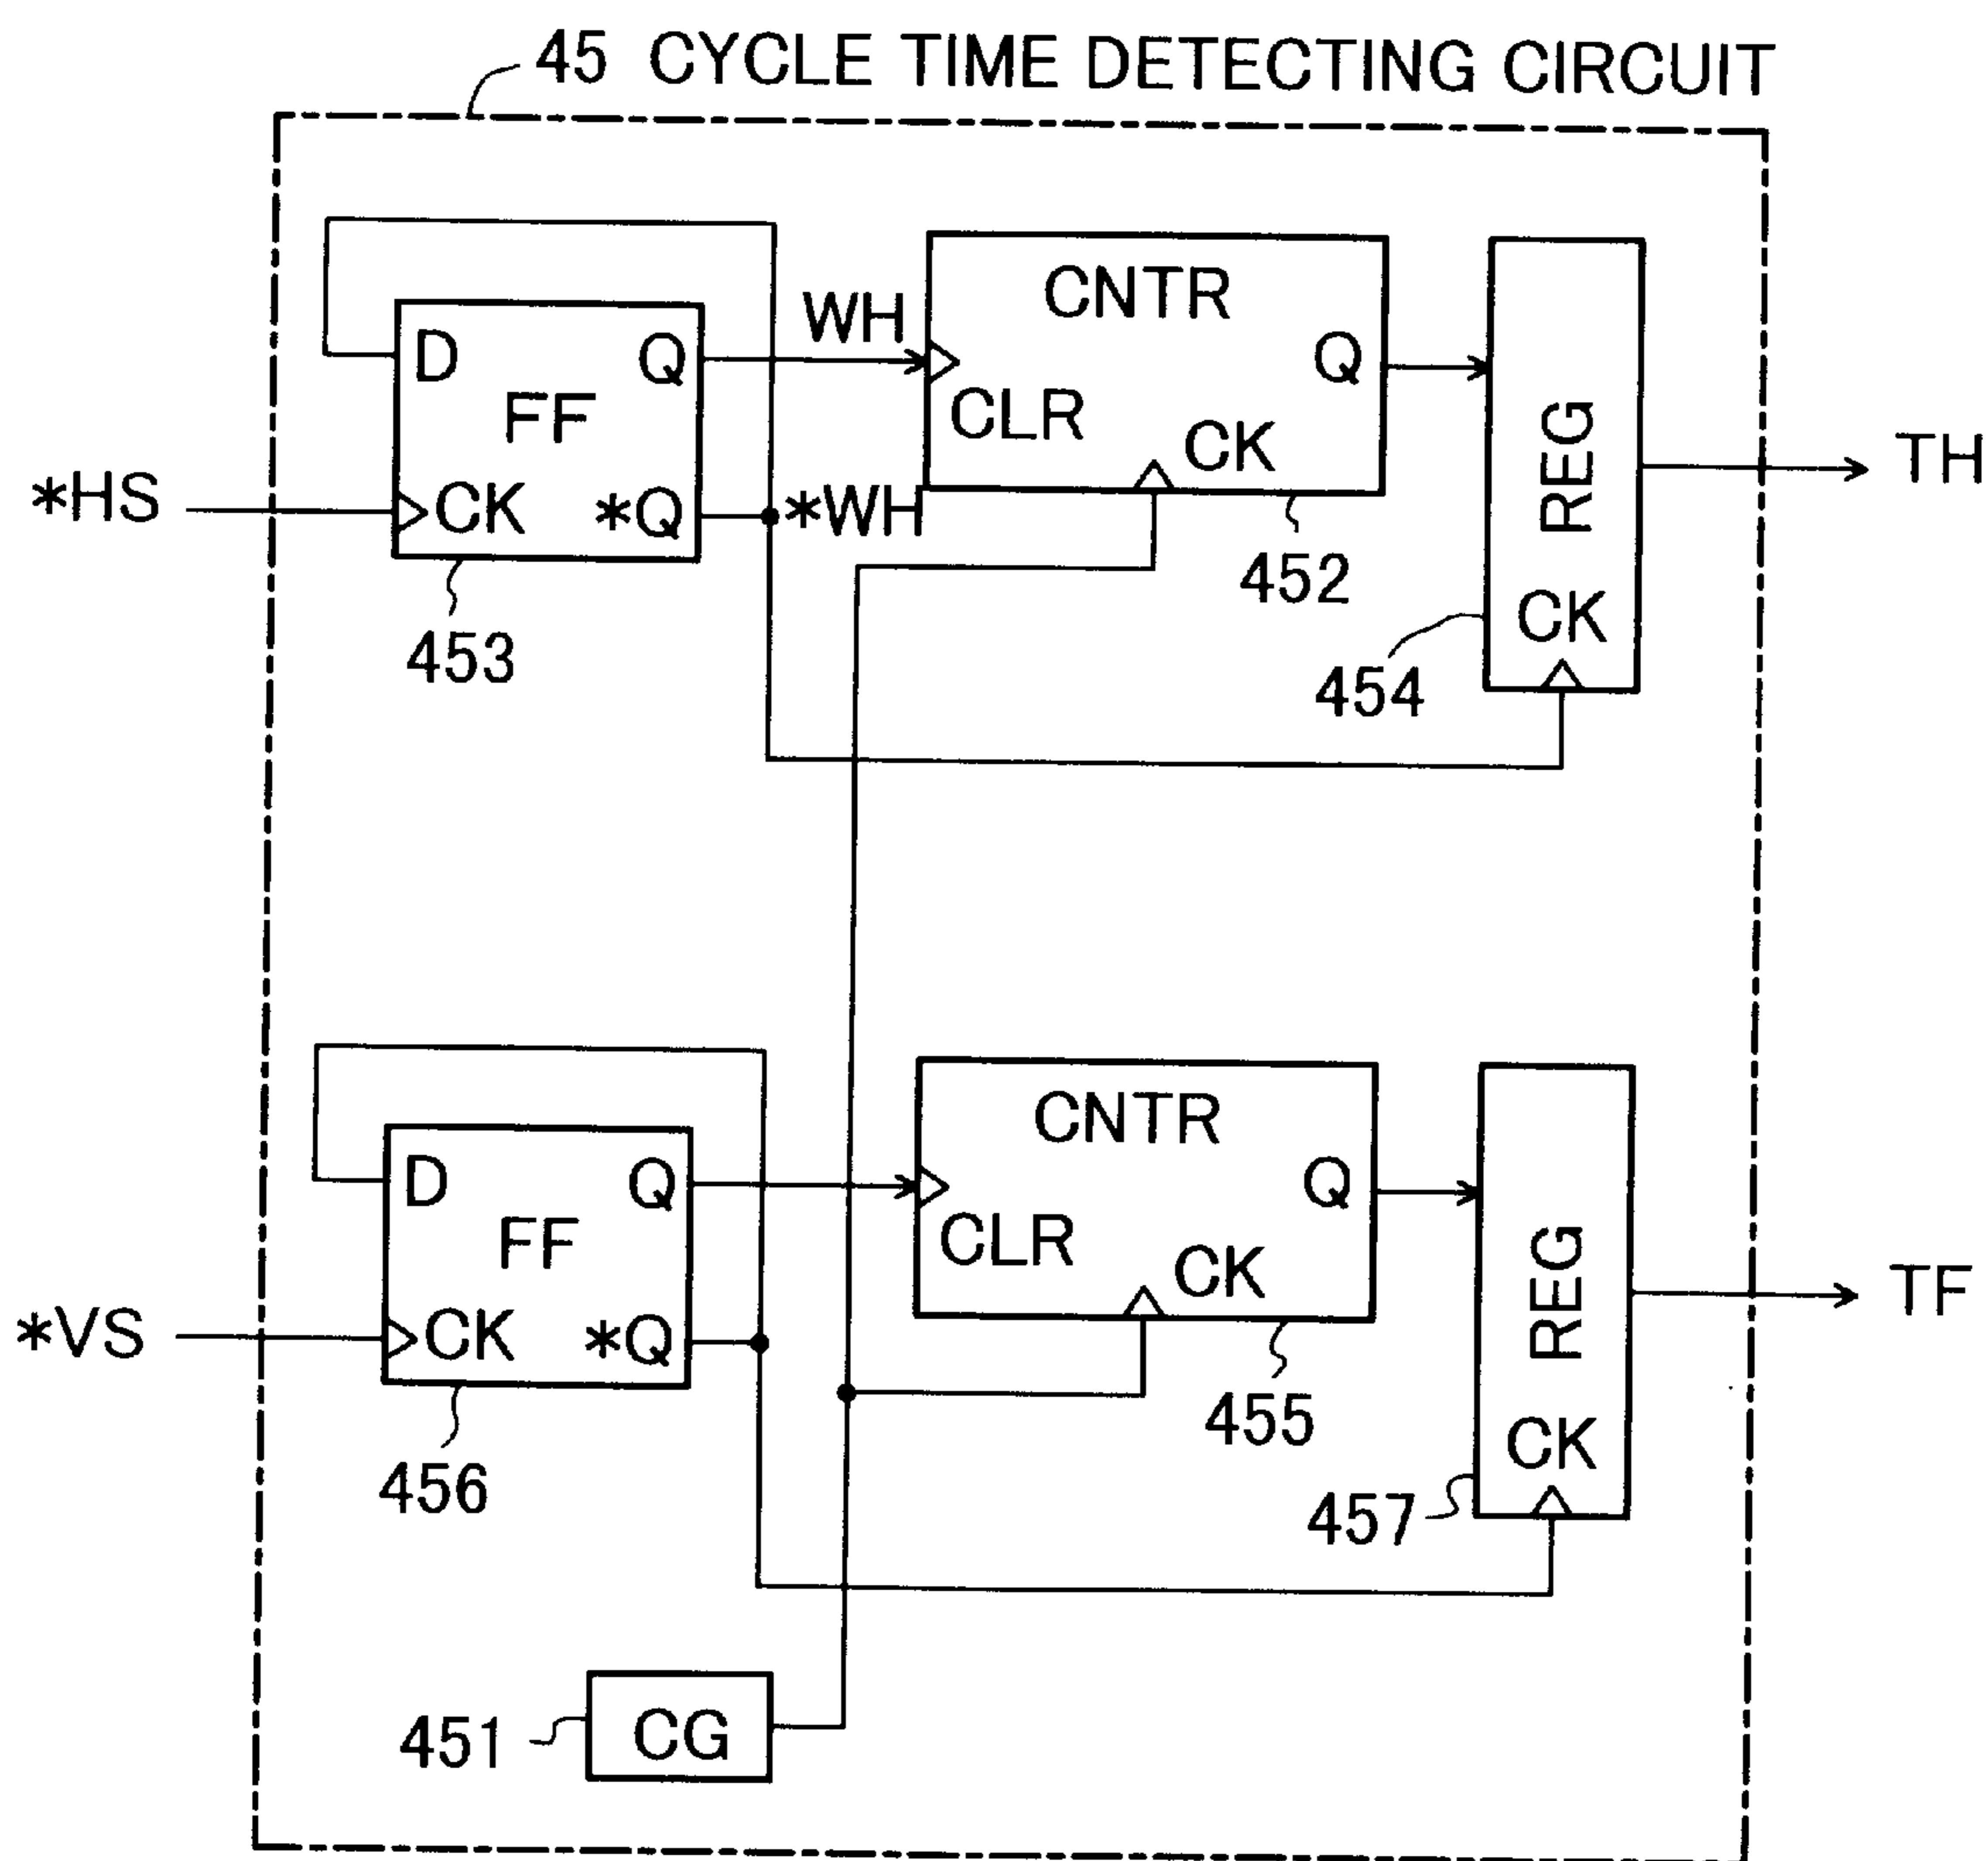 45 CYCLE TIME DETECTING CIRCUIT
D Q
FF
CK *Q
*HS
453
WH
*WH
CNTR
Q
CLR
CK
452
REG
CK
454
TH
D Q
FF
CK *Q
*VS
456
CNTR
Q
CLR
CK
455
REG
CK
457
TF
451
CG